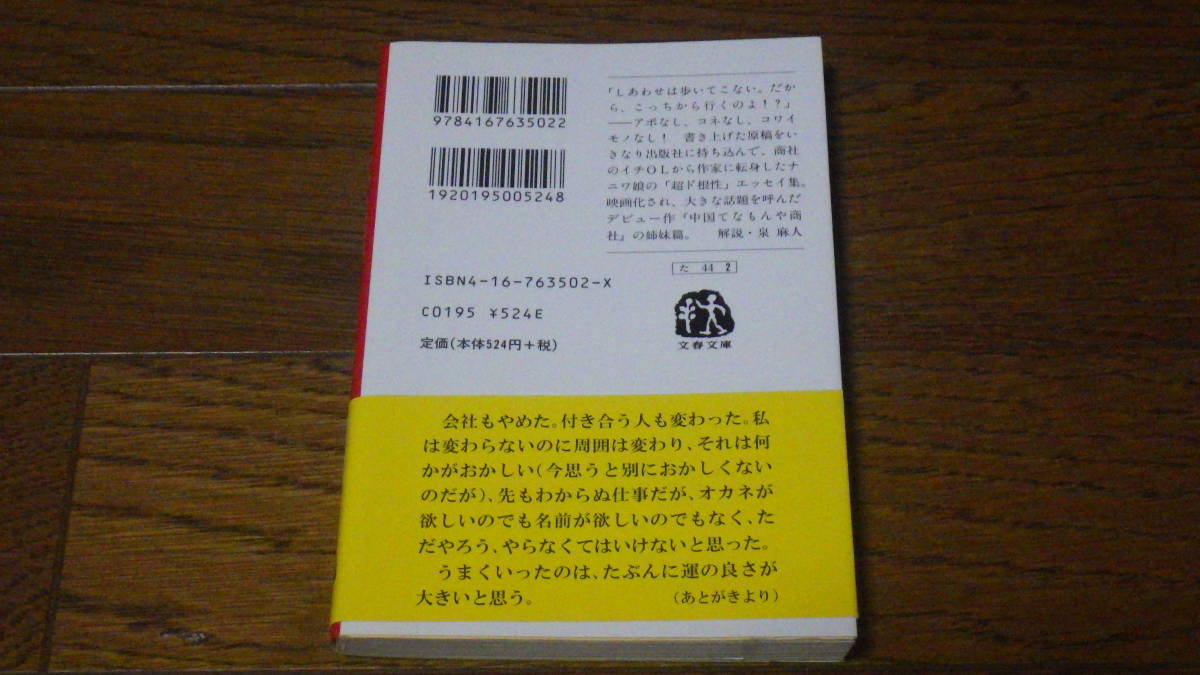 9784167635022
1920195005248
「しあわせは歩いてこない。だか
ら、こっちから行くのよ！？」
──アポなし、コネなし、コワイ
モノなし！　書き上げた原稿をい
きなり出版社に持ち込んで、商社
のイチＯＬから作家に転身したナ
ニワ娘の「超ド根性」エッセイ集。
映画化され、大きな話題を呼んだ
デビュー作『中国てなもんや商
社』の姉妹篇。　解説・泉 麻人
ISBN4-16-763502-X
C0195 ¥524E
定価(本体524円＋税)
た 44 2
文春文庫
会社もやめた。付き合う人も変わった。私
は変わらないのに周囲は変わり、それは何
かがおかしい（今思うと別におかしくない
のだが）、先もわからぬ仕事だが、オカネが
欲しいのでも名前が欲しいのでもなく、た
だやろう、やらなくてはいけないと思った。
うまくいったのは、たぶんに運の良さが
大きいと思う。　（あとがきより）